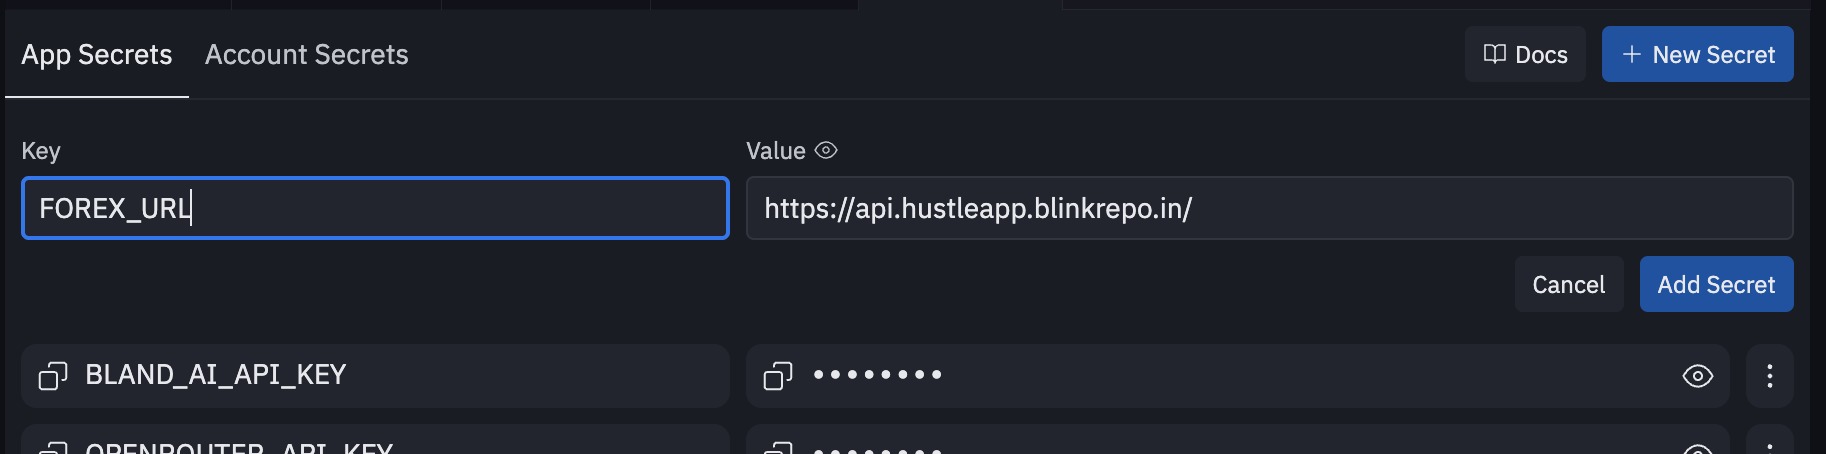 App Secrets Account Secrets Docs + New Secret
Key Value
FOREX_URL https://api.hustleapp.blinkrepo.in/
Cancel Add Secret
BLAND_AI_API_KEY ••••••••
OPENROUTER_API_KEY ••••••••